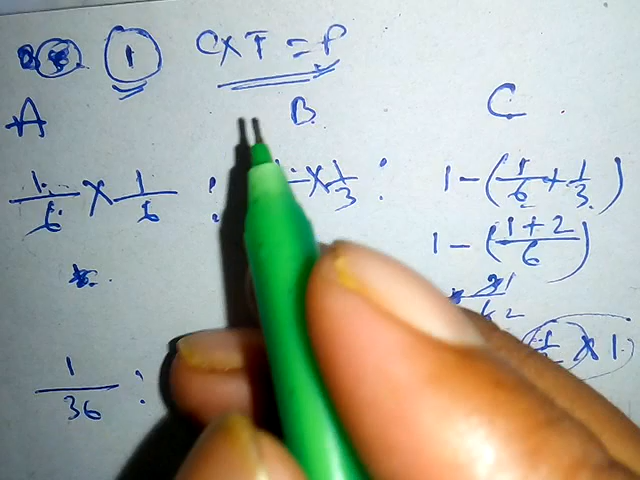 1 C X T = P
A B. C
1/6 X 1/6 : X 1/3 : 1 - (1/6 + 1/3)
1 - (1+2/6)
1/36 : X 1